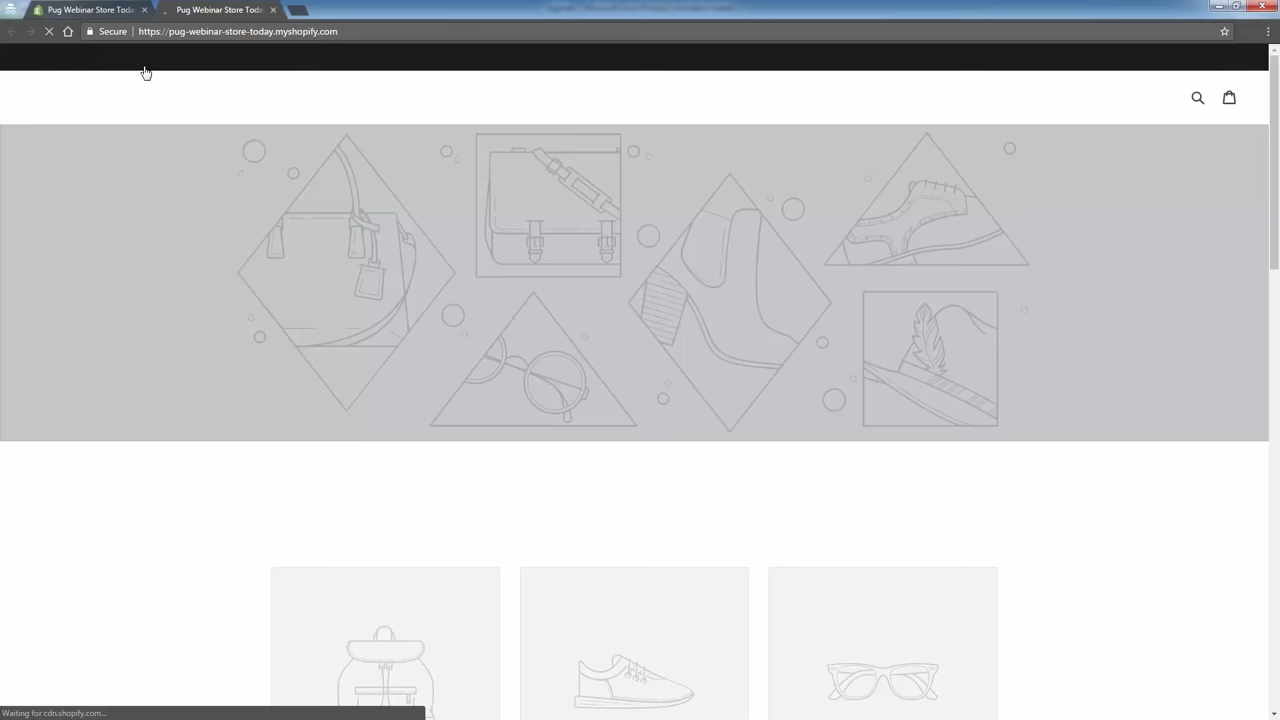 Pug Webinar Store Toda
Pug Webinar Store Today
Secure
https://pug-webinar-store-today.myshopify.com
Waiting for cdn.shopify.com...